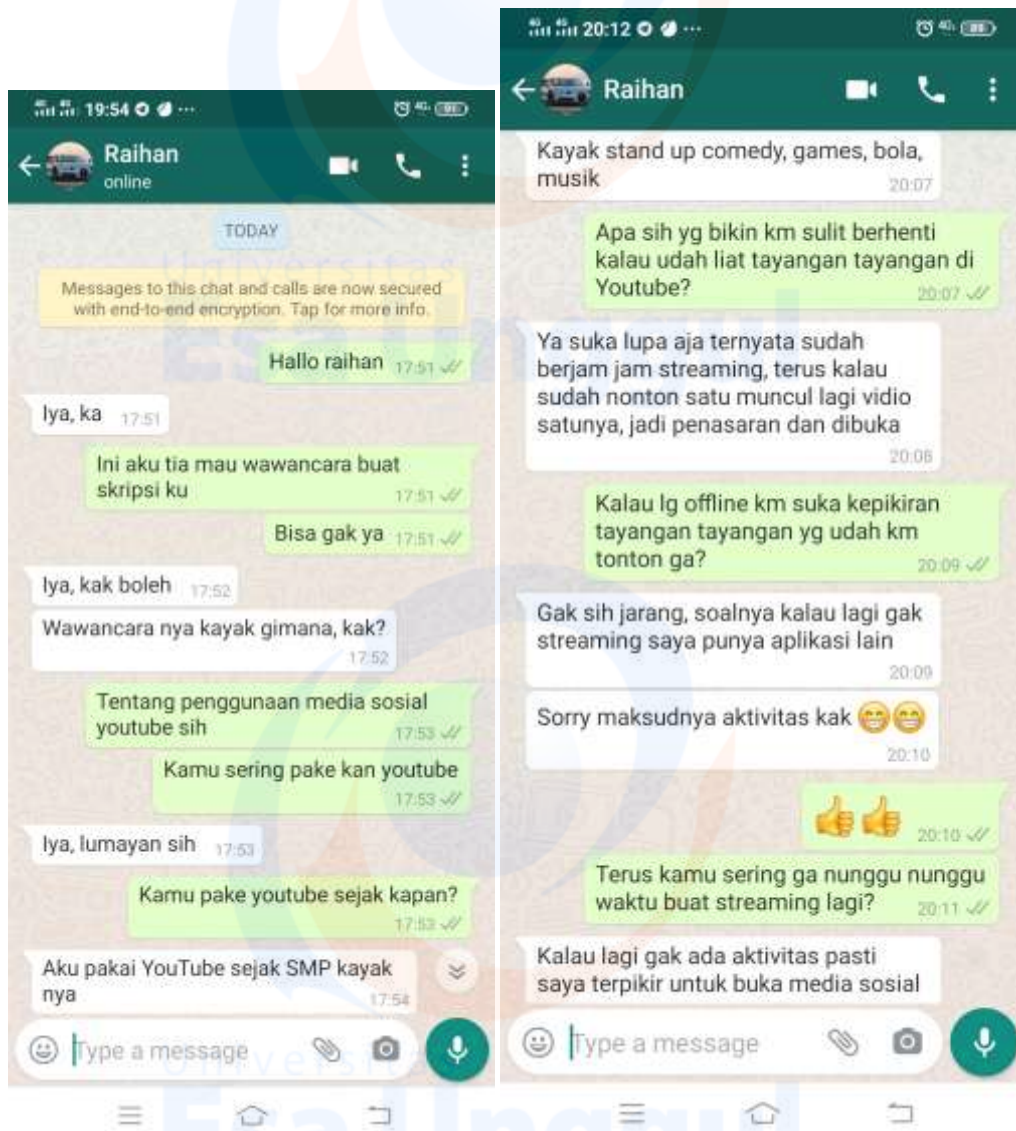 19:54
Raihan
online
TODAY
Messages to this chat and calls are now secured
with end-to-end encryption. Tap for more info.
Hallo raihan 17:51
Iya, ka 17:51
Ini aku tia mau wawancara buat
skripsi ku 17:51
Bisa gak ya 17:51
Iya, kak boleh 17:52
Wawancara nya kayak gimana, kak?
17:52
Tentang penggunaan media sosial
youtube sih 17:53
Kamu sering pake kan youtube
17:53
Iya, lumayan sih 17:53
Kamu pake youtube sejak kapan?
17:53
Aku pakai YouTube sejak SMP kayak
nya 17:54
Type a message
20:12
Raihan
Kayak stand up comedy, games, bola,
musik 20:07
Apa sih yg bikin km sulit berhenti
kalau udah liat tayangan tayangan di
Youtube? 20:07
Ya suka lupa aja ternyata sudah
berjam jam streaming, terus kalau
sudah nonton satu muncul lagi vidio
satunya, jadi penasaran dan dibuka
20:08
Kalau lg offline km suka kepikiran
tayangan tayangan yg udah km
tonton ga? 20:09
Gak sih jarang, soalnya kalau lagi gak
streaming saya punya aplikasi lain
20:09
Sorry maksudnya aktivitas kak
20:10
20:10
Terus kamu sering ga nunggu nunggu
waktu buat streaming lagi? 20:11
Kalau lagi gak ada aktivitas pasti
saya terpikir untuk buka media sosial
Type a message
Universitas
Esa Unggul